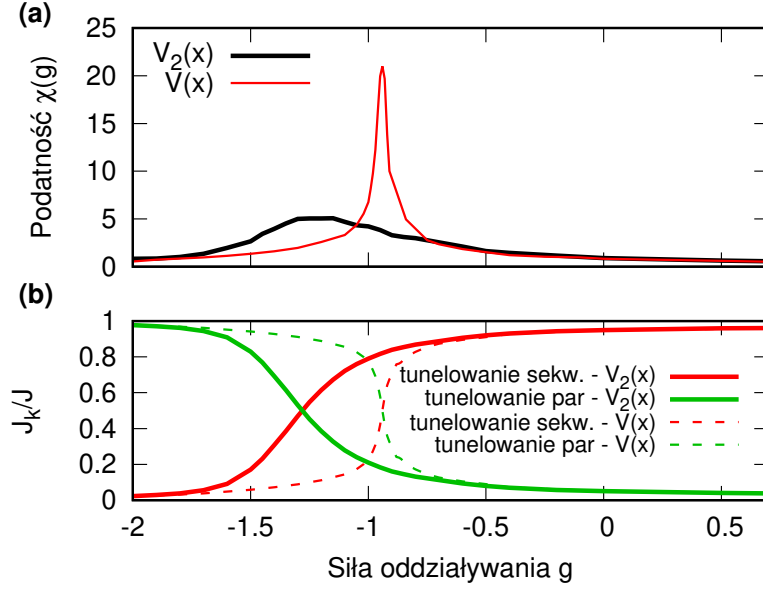 (a)
Podatność χ(g)
25
20
15
10
5
0
V₂(x)
V(x)
(b)
J_k/J
1
0.8
0.6
0.4
0.2
0
tunelowanie sekw. - V₂(x)
tunelowanie par - V₂(x)
tunelowanie sekw. - V(x)
tunelowanie par - V(x)
-2 -1.5 -1 -0.5 0 0.5
Siła oddziaływania g